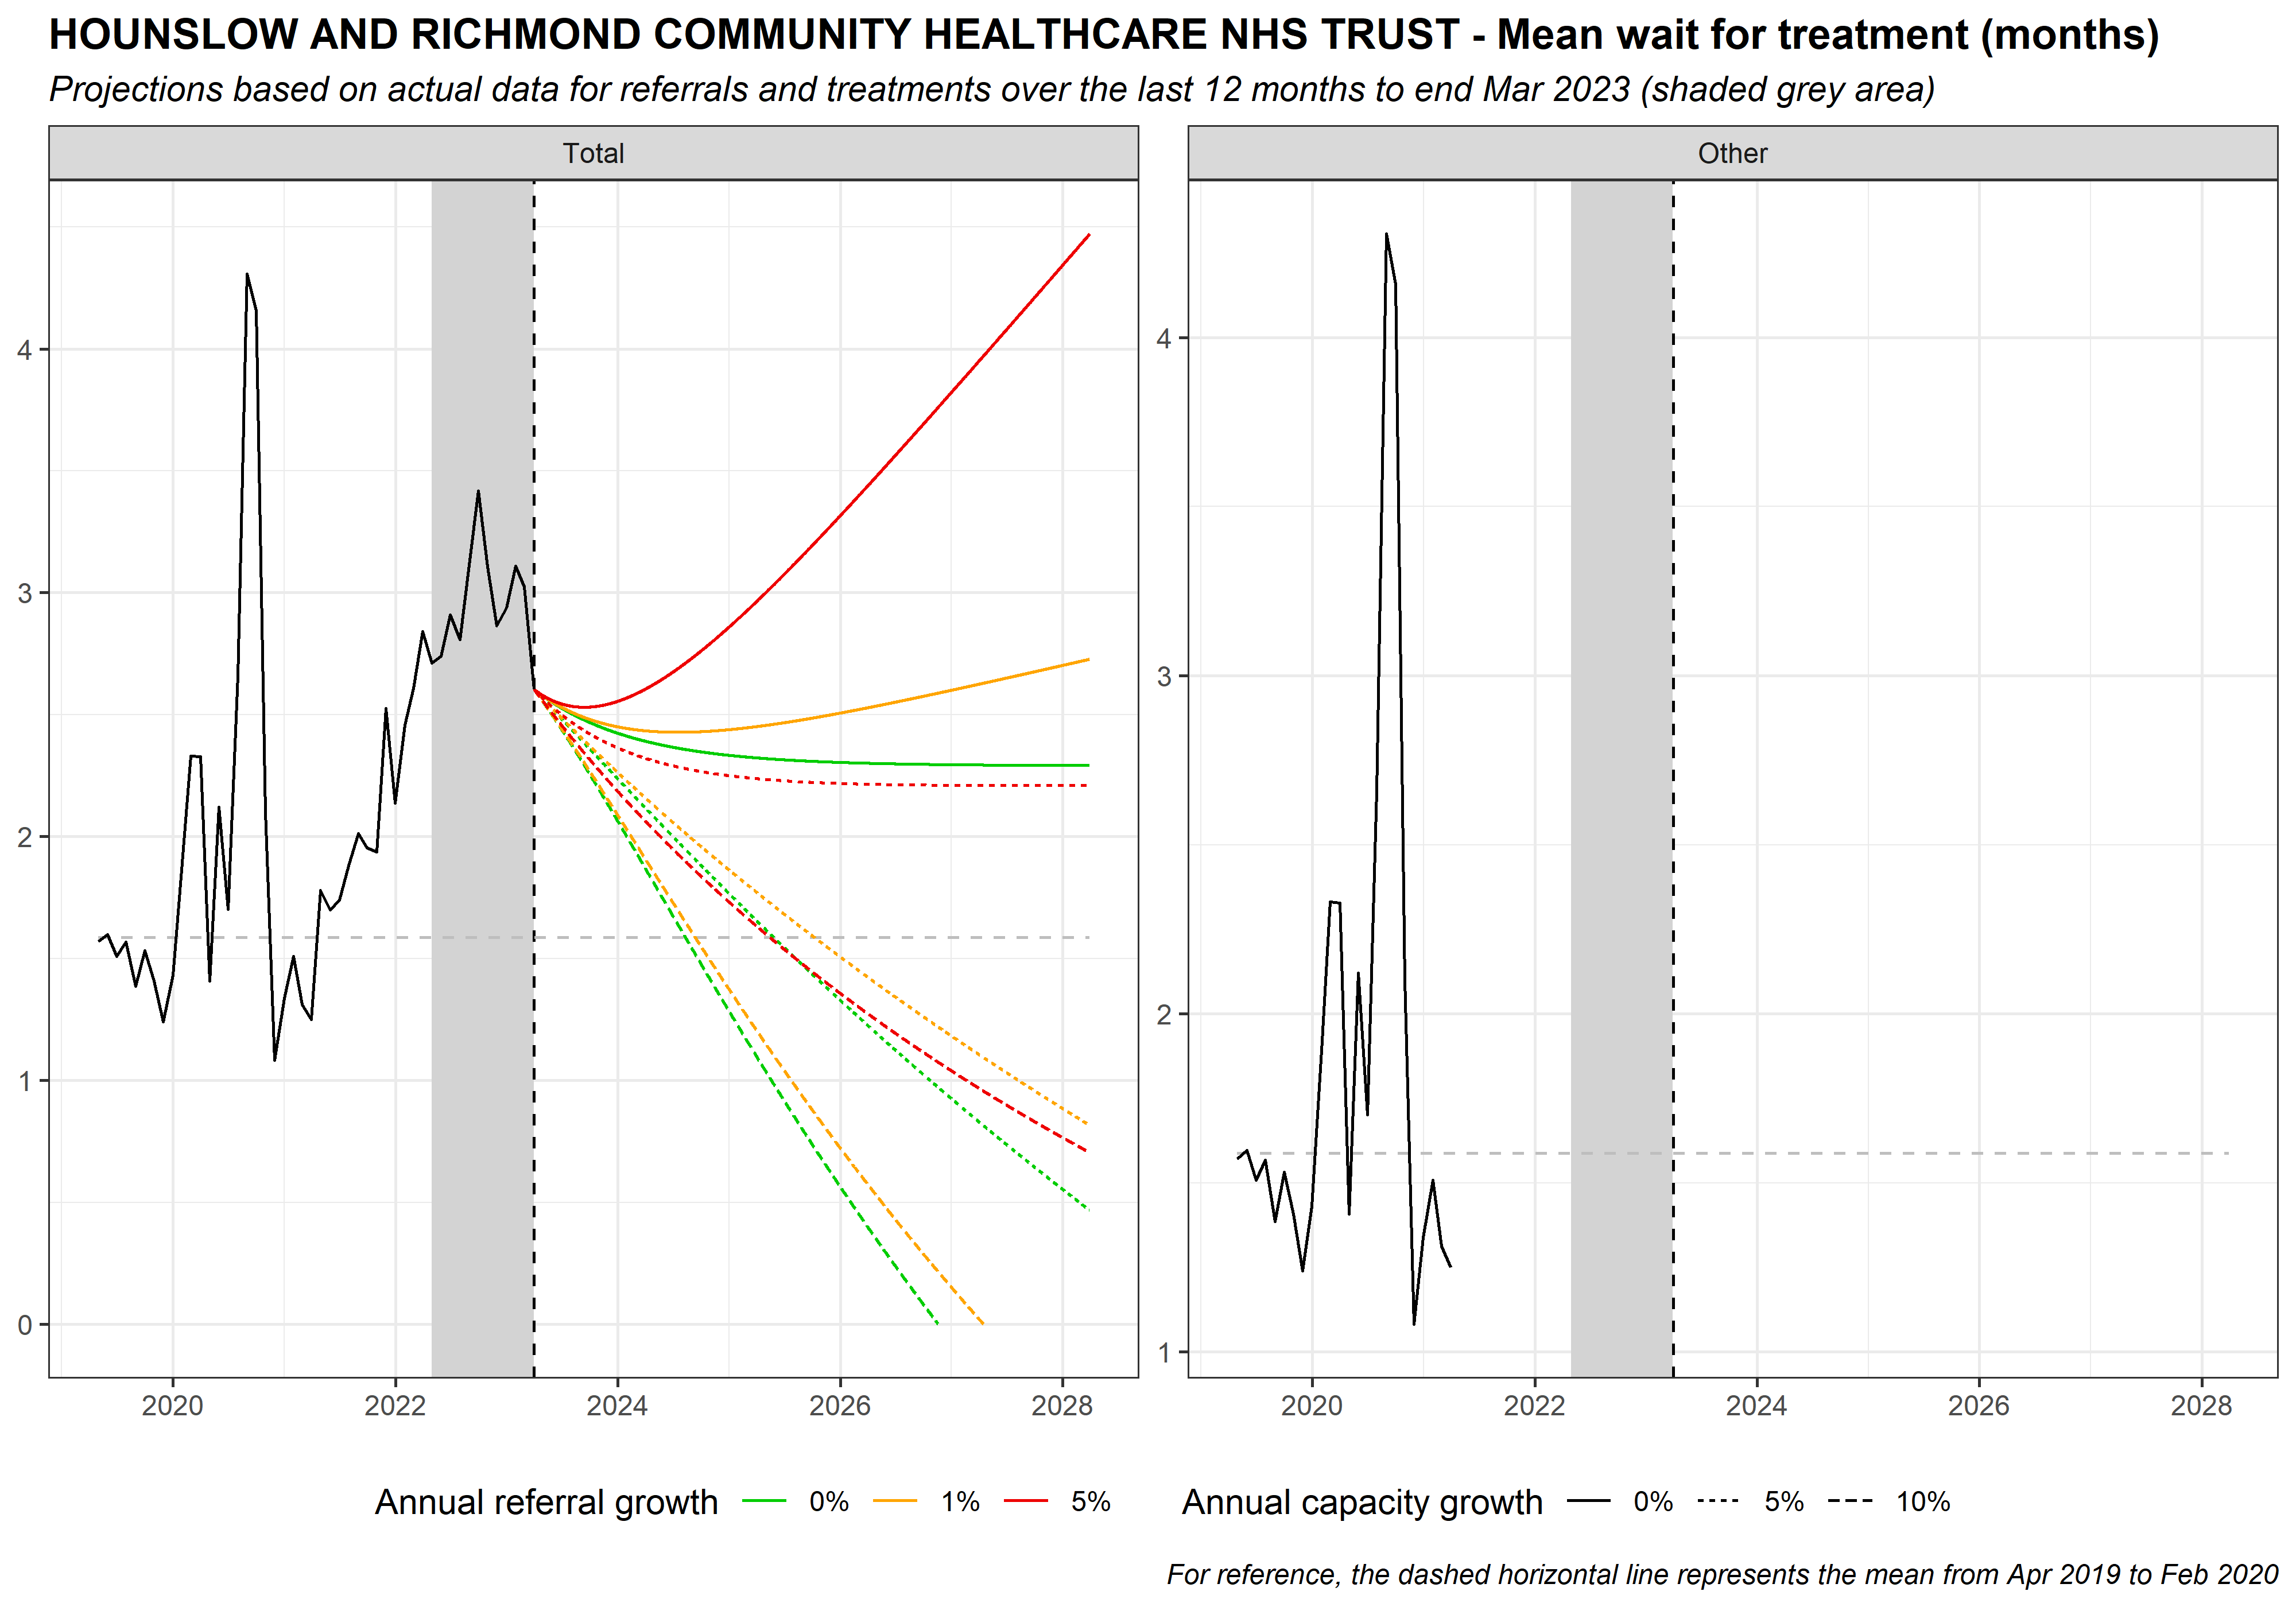 HOUNSLOW AND RICHMOND COMMUNITY HEALTHCARE NHS TRUST - Mean wait for treatment (months)
Projections based on actual data for referrals and treatments over the last 12 months to end Mar 2023 (shaded grey area)
Total
4
3
2
1
0
2020 2022 2024 2026 2028
Other
4
3
2
1
2020 2022 2024 2026 2028
Annual referral growth 0% 1% 5%
Annual capacity growth 0% 5% 10%
For reference, the dashed horizontal line represents the mean from Apr 2019 to Feb 2020